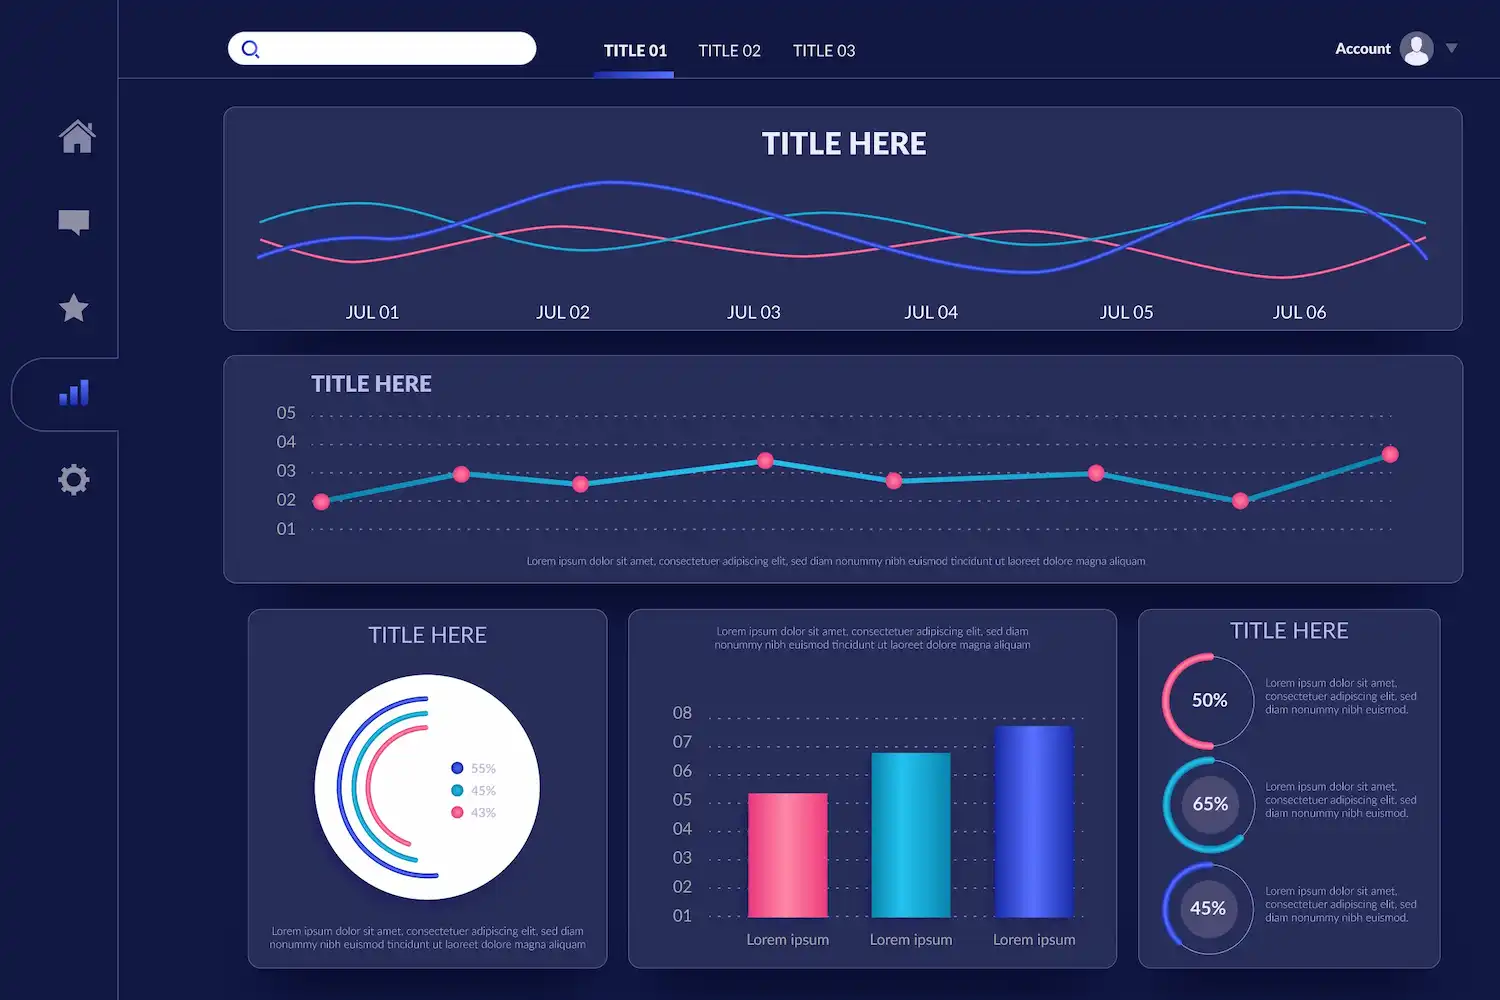 TITLE 01 TITLE 02 TITLE 03 Account
TITLE HERE
JUL 01 JUL 02 JUL 03 JUL 04 JUL 05 JUL 06
TITLE HERE
05
04
03
02
01
Lorem ipsum dolor sit amet, consectetuer adipiscing elit, sed diam nonummy nibh euismod tincidunt ut laoreet dolore magna aliquam
TITLE HERE
55%
45%
43%
Lorem ipsum dolor sit amet, consectetuer adipiscing elit, sed diam
nonummy nibh euismod tincidunt ut laoreet dolore magna aliquam
Lorem ipsum dolor sit amet, consectetuer adipiscing elit, sed diam
nonummy nibh euismod tincidunt ut laoreet dolore magna aliquam
08
07
06
05
04
03
02
01
Lorem ipsum Lorem ipsum Lorem ipsum
TITLE HERE
50%
Lorem ipsum dolor sit amet,
consectetuer adipiscing elit, sed
diam nonummy nibh euismod.
65%
Lorem ipsum dolor sit amet,
consectetuer adipiscing elit, sed
diam nonummy nibh euismod.
45%
Lorem ipsum dolor sit amet,
consectetuer adipiscing elit, sed
diam nonummy nibh euismod.